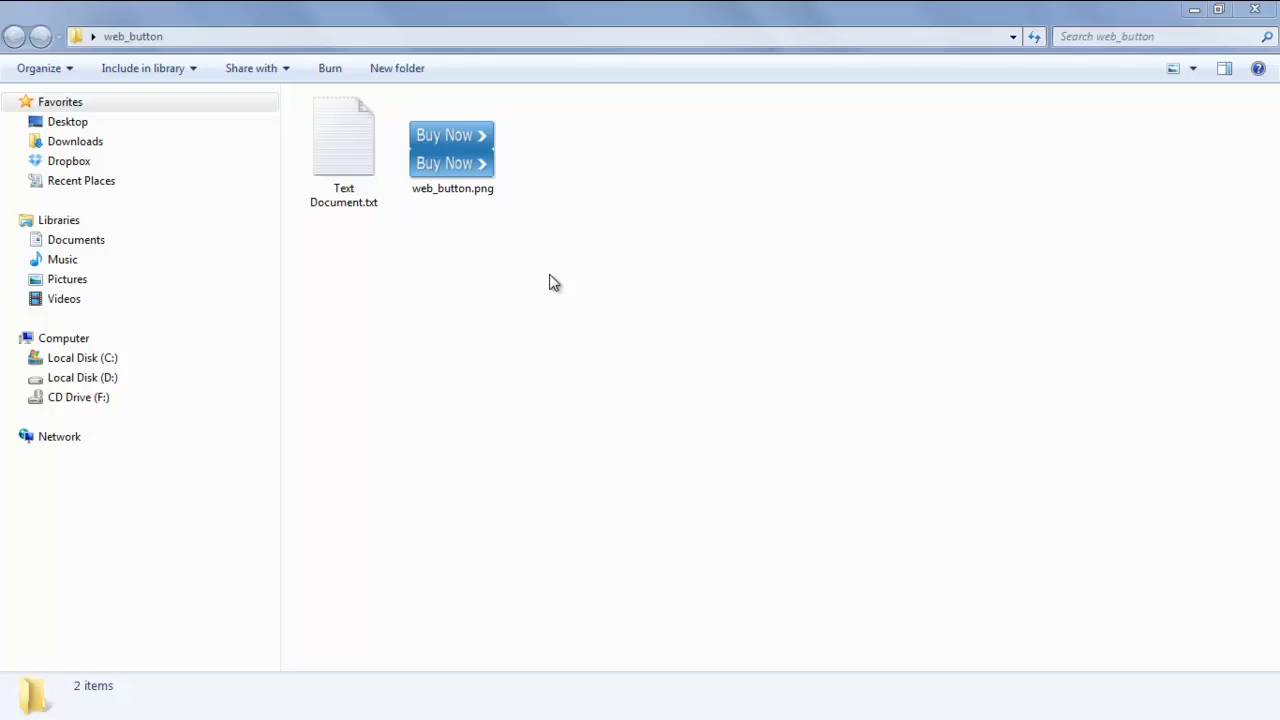 web_button
Search web_button
Organize
Include in library
Share with
Burn
New folder
Favorites
Desktop
Downloads
Dropbox
Recent Places
Libraries
Documents
Music
Pictures
Videos
Computer
Local Disk (C:)
Local Disk (D:)
CD Drive (F:)
Network
Buy Now
Buy Now
Text
Document.txt
web_button.png
2 items